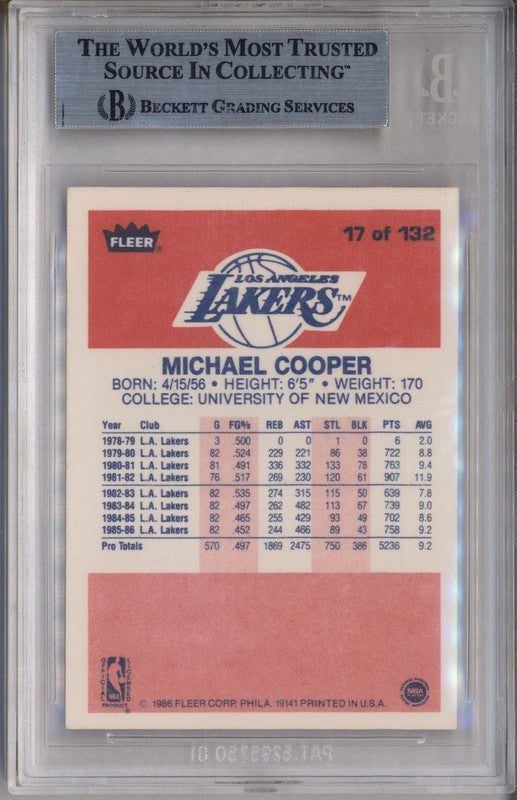 THE WORLD'S MOST TRUSTED
SOURCE IN COLLECTING™
B BECKETT GRADING SERVICES
FLEER®
17 of 132
LOS ANGELES
LAKERS™
MICHAEL COOPER
BORN: 4/15/56 • HEIGHT: 6'5" • WEIGHT: 170
COLLEGE: UNIVERSITY OF NEW MEXICO
Year Club G FG% REB AST STL BLK PTS AVG
1978-79 L.A. Lakers 3 .500 0 0 1 0 6 2.0
1979-80 L.A. Lakers 82 .524 229 221 86 38 722 8.8
1980-81 L.A. Lakers 81 .491 336 332 133 78 763 9.4
1981-82 L.A. Lakers 76 .517 269 230 120 61 907 11.9
1982-83 L.A. Lakers 82 .535 274 315 115 50 639 7.8
1983-84 L.A. Lakers 82 .497 262 482 113 67 739 9.0
1984-85 L.A. Lakers 82 .465 255 429 93 49 702 8.6
1985-86 L.A. Lakers 82 .452 244 466 89 43 758 9.2
Pro Totals 570 .497 1869 2475 750 386 5236 9.2
OFFICIAL LICENSED
NBA
PRODUCT
© 1986 FLEER CORP. PHILA. 19141 PRINTED IN U.S.A.
NBA